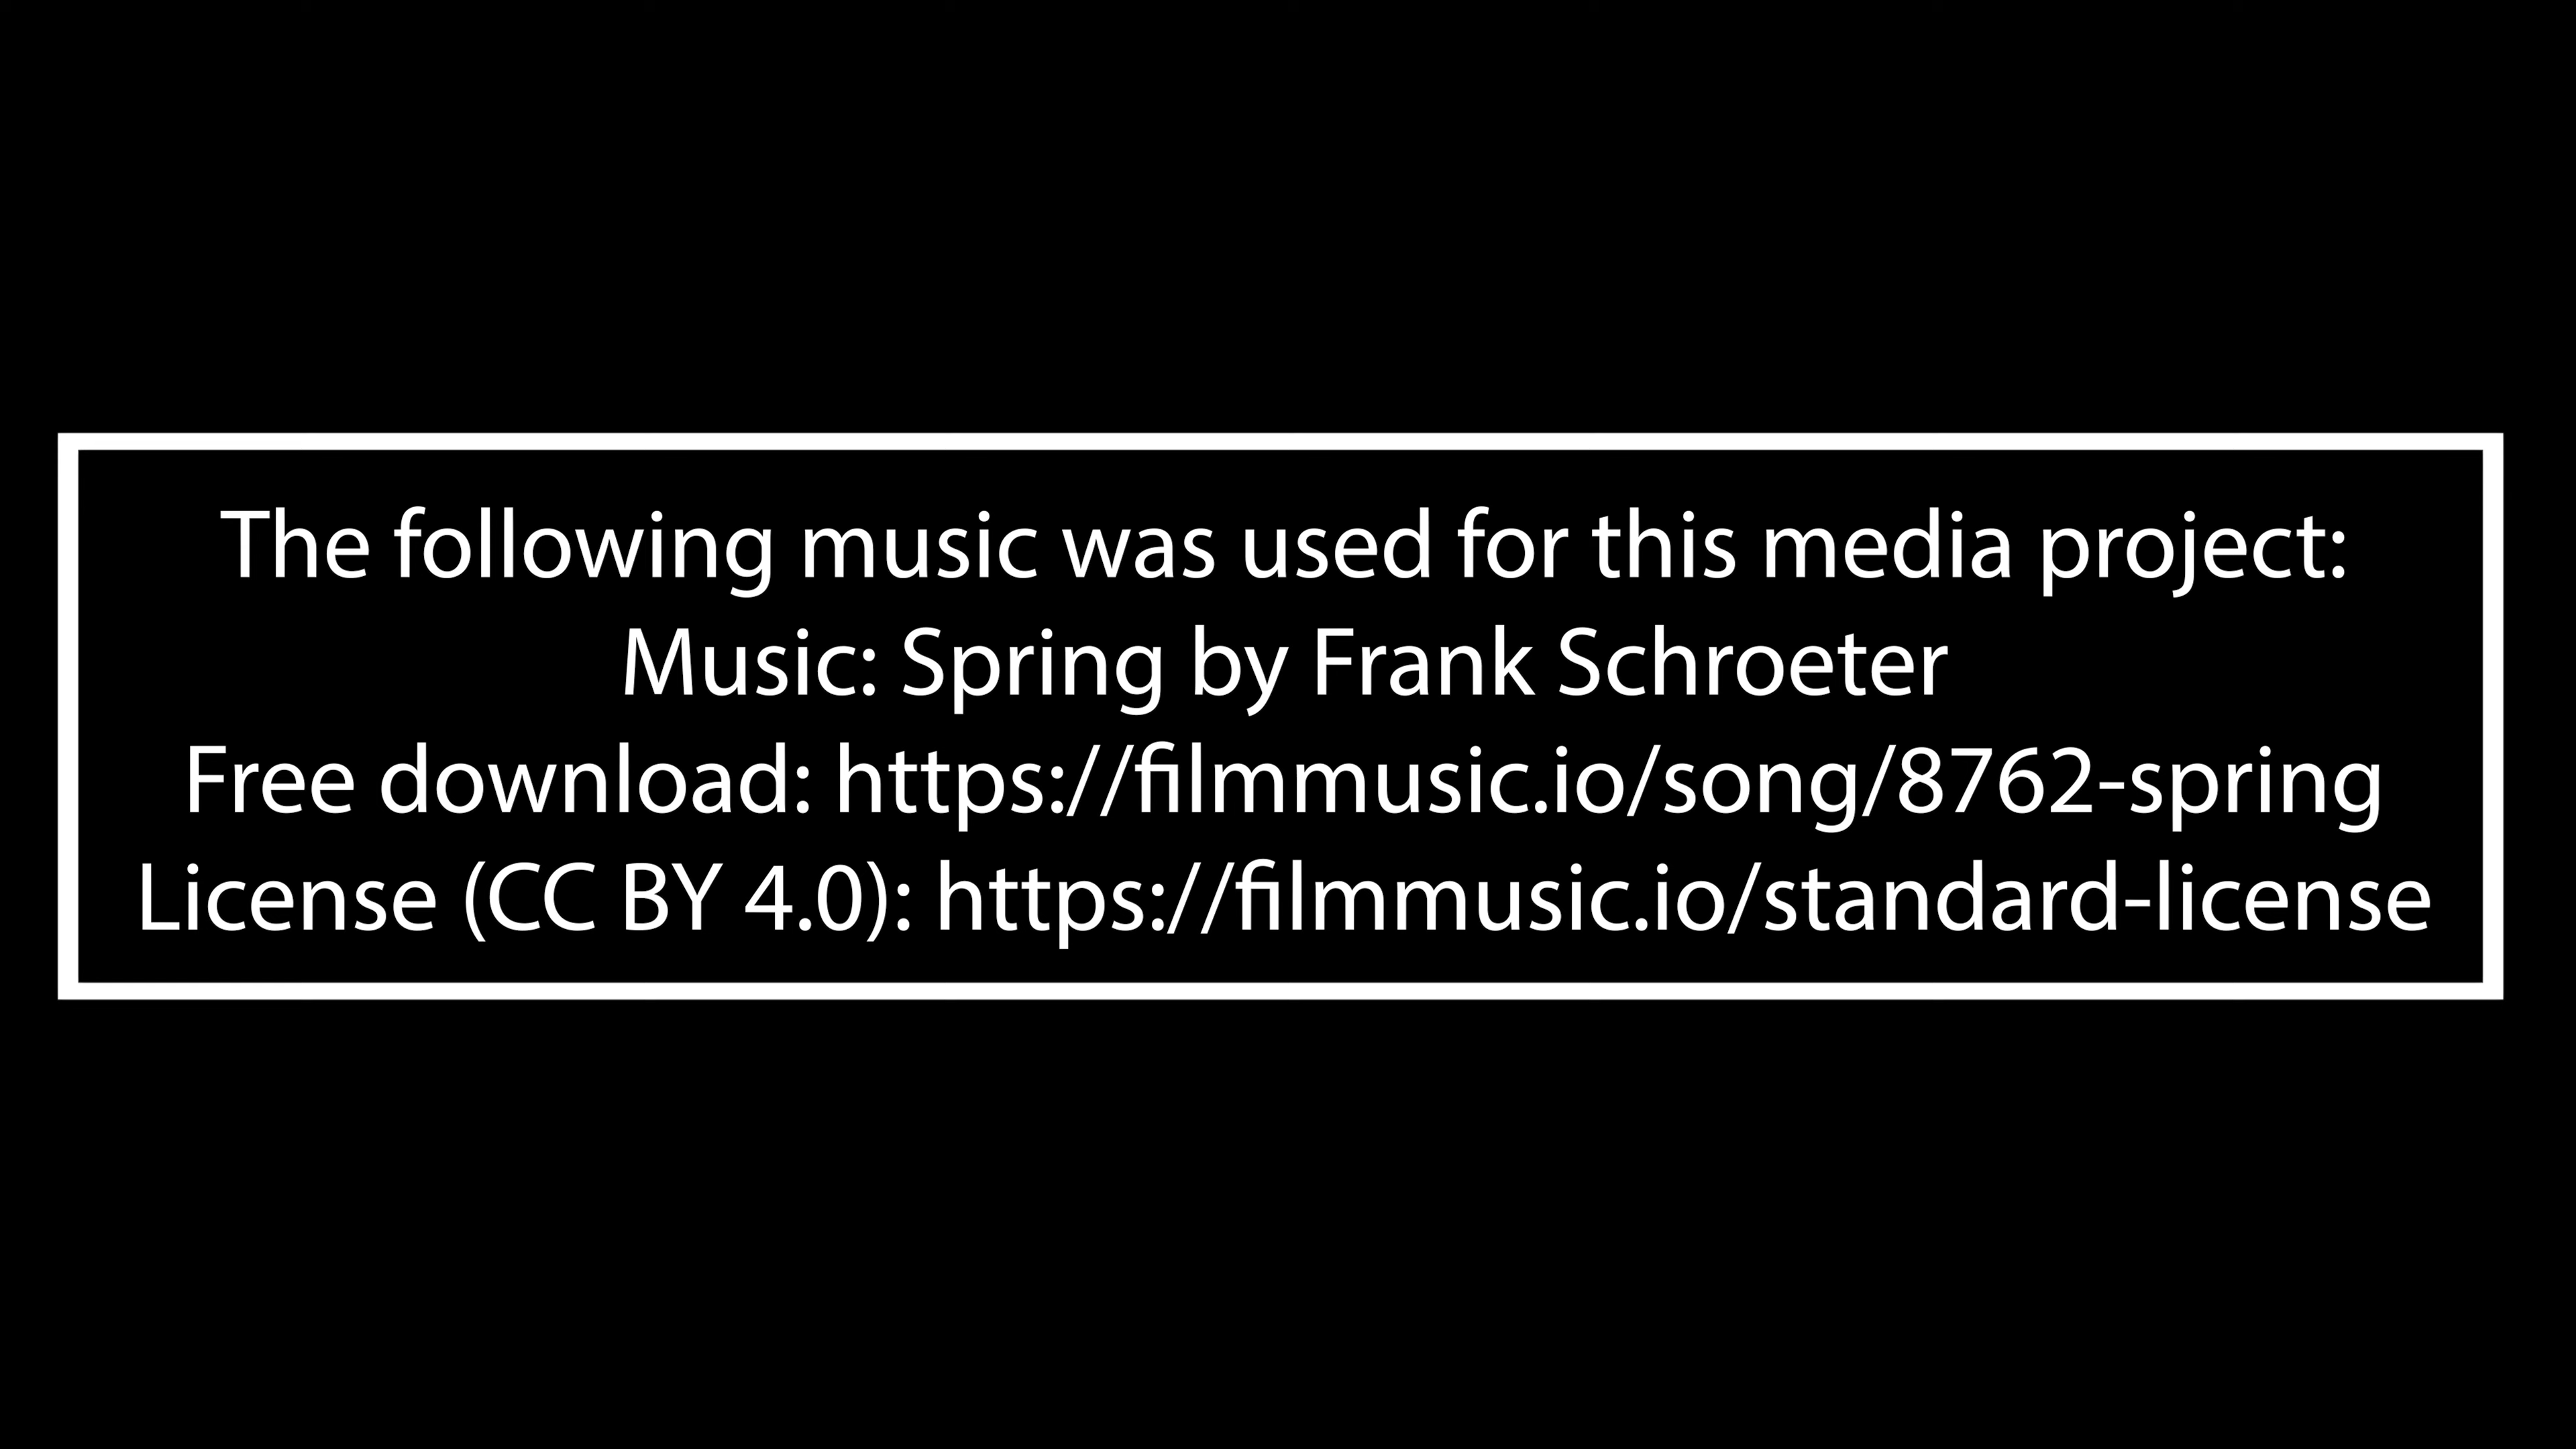 The following music was used for this media project:
Music: Spring by Frank Schroeter
Free download: https://filmmusic.io/song/8762-spring
License (CC BY 4.0): https://filmmusic.io/standard-license